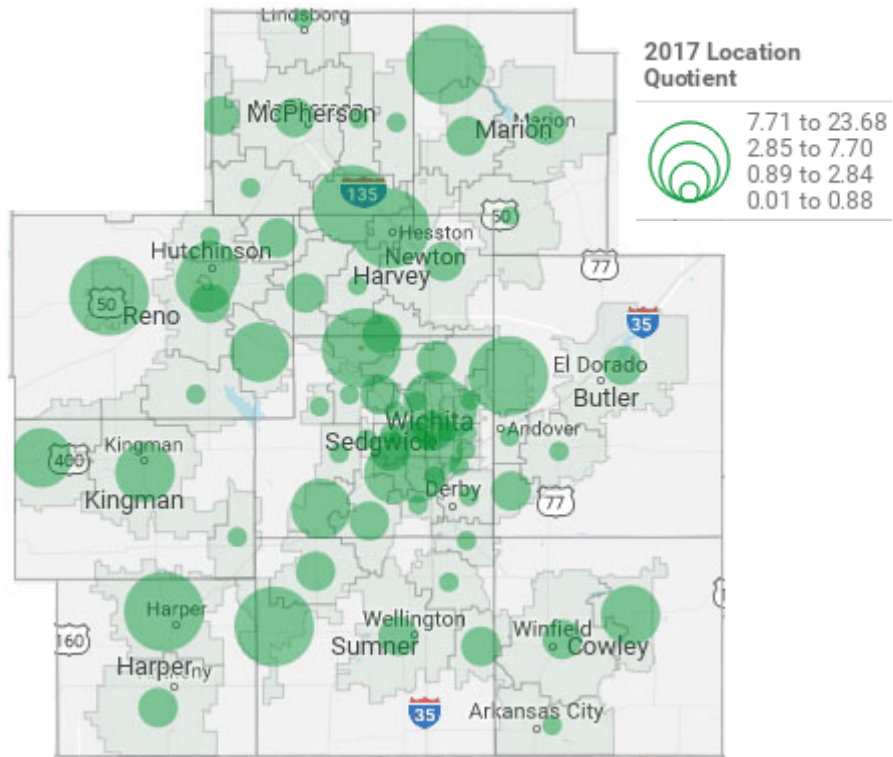 Lindsborg
2017 Location
Quotient
7.71 to 23.68
2.85 to 7.70
0.89 to 2.84
0.01 to 0.88
McPherson
Marion
Marion
135
50
Hesston
Hutchinson
Newton
Harvey
77
50
Reno
35
El Dorado
Butler
Wichita
Andover
Sedgwick
Kingman
400
Kingman
Derby
77
Harper
Wellington
Winfield
160
Sumner
Cowley
Harper
35
Arkansas City